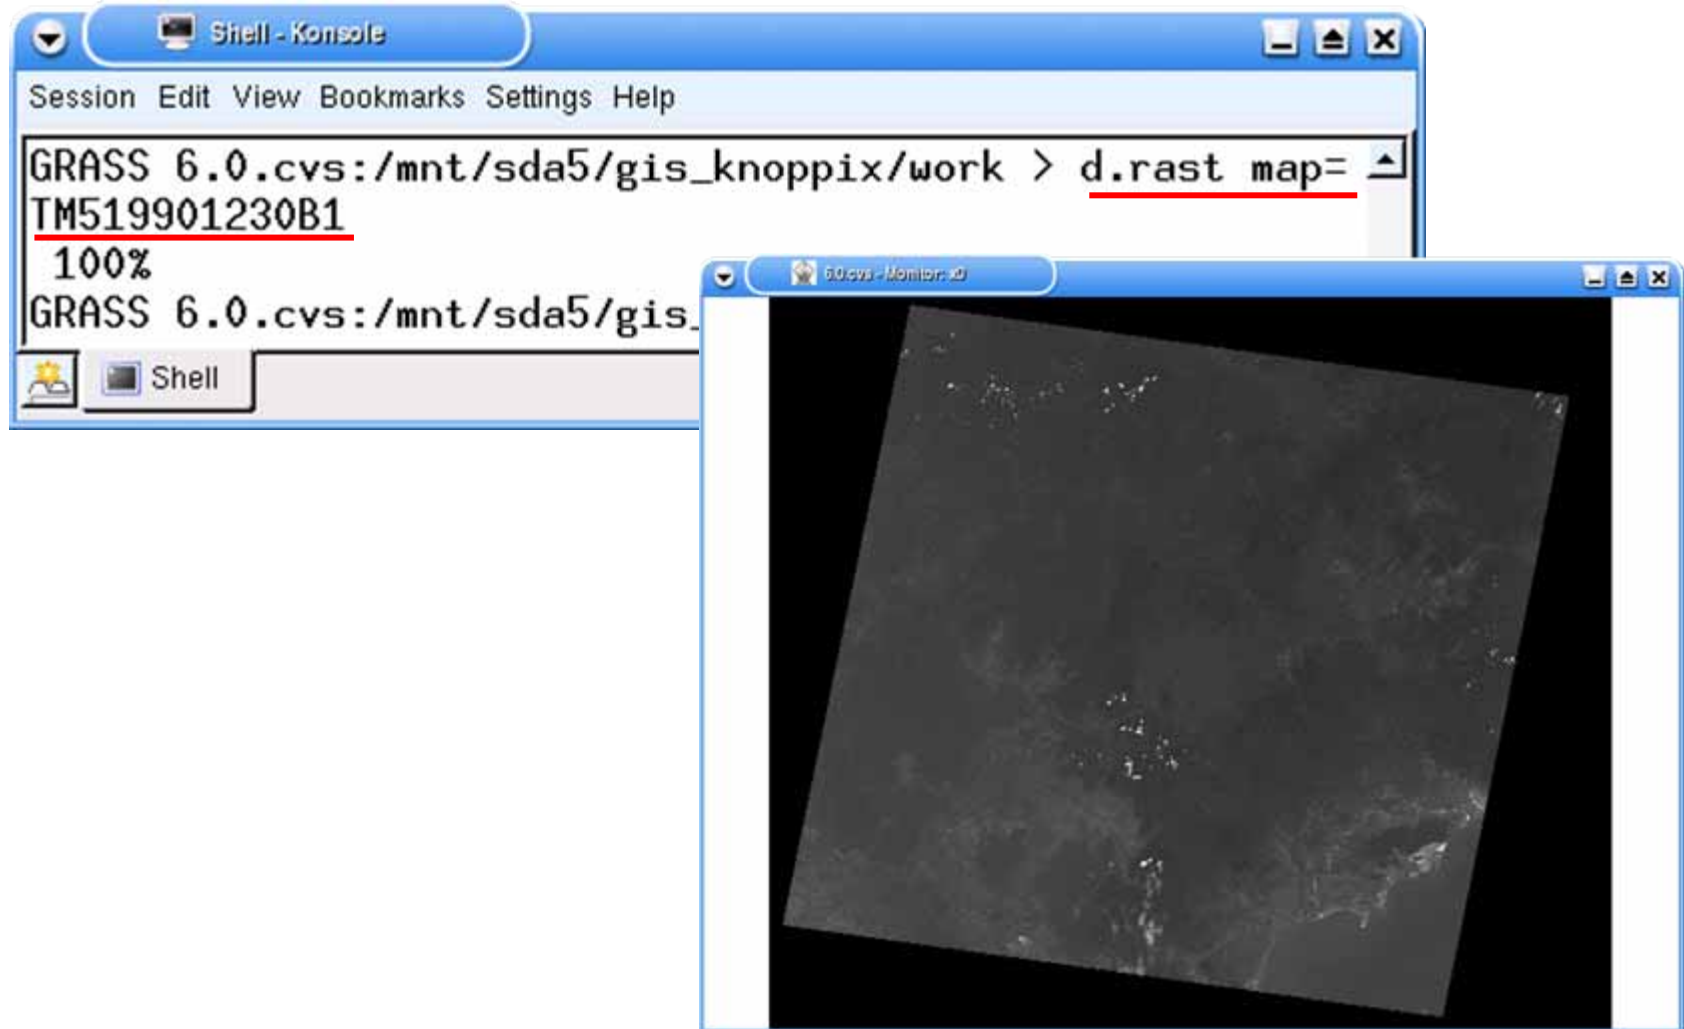 Shell - Konsole
Session Edit View Bookmarks Settings Help
GRASS 6.0.cvs:/mnt/sda5/gis_knoppix/work > d.rast map=
TM519901230B1
100%
GRASS 6.0.cvs:/mnt/sda5/gis_
Shell
6.0.cvs - Monitor: x0